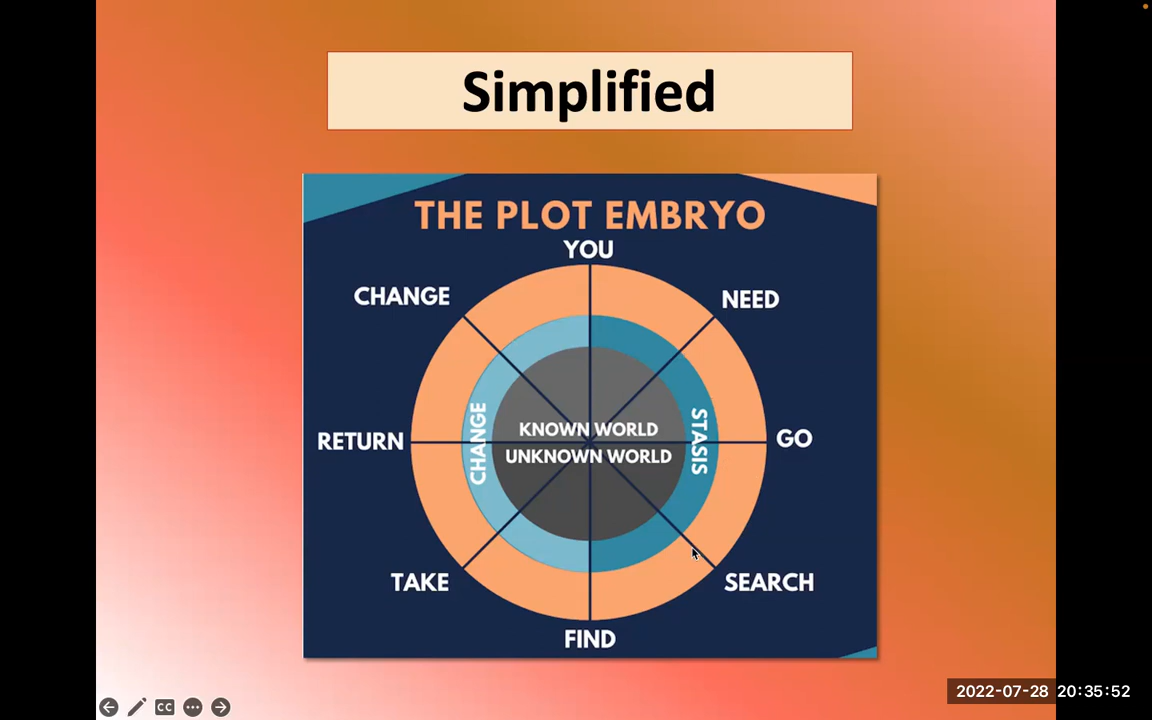 Simplified
THE PLOT EMBRYO
YOU
CHANGE
NEED
CHANGE
KNOWN WORLD
UNKNOWN WORLD
STASIS
RETURN
GO
TAKE
SEARCH
FIND
CC
2022-07-28 20:35:52